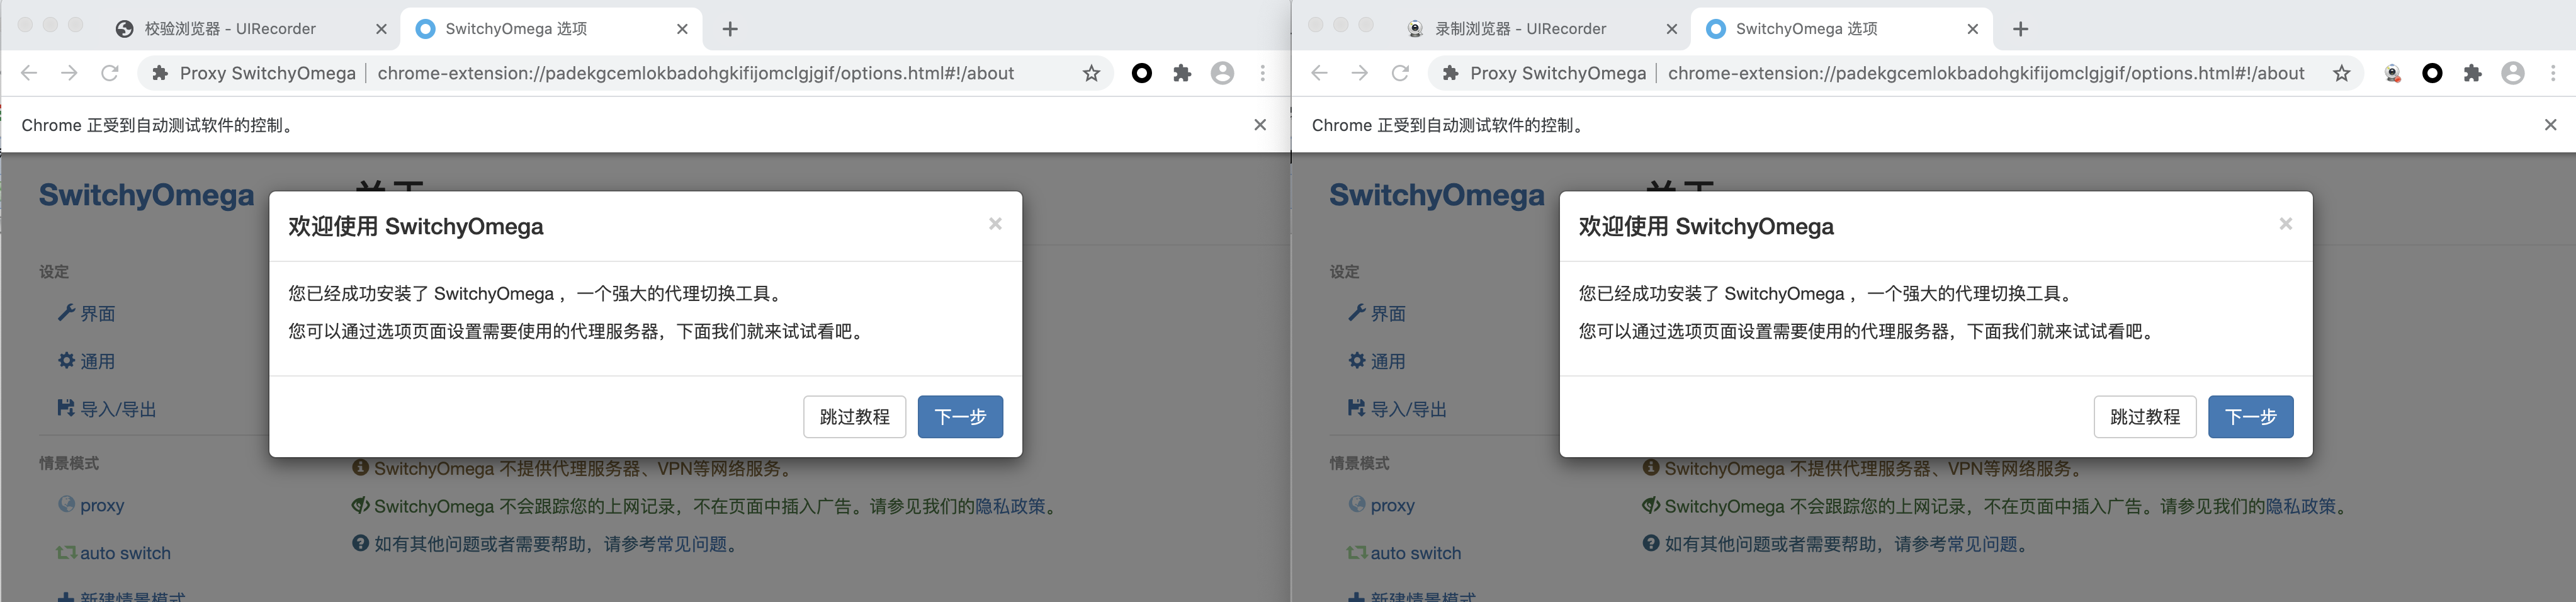 校验浏览器 - UIRecorder
SwitchyOmega 选项
Proxy SwitchyOmega
chrome-extension://padekgcemlokbadohgkifijomclgjgif/options.html#!/about
Chrome 正受到自动测试软件的控制。
SwitchyOmega
关于
欢迎使用 SwitchyOmega
设定
您已经成功安装了 SwitchyOmega ，一个强大的代理切换工具。
界面
您可以通过选项页面设置需要使用的代理服务器，下面我们就来试试看吧。
通用
导入/导出
跳过教程
下一步
情景模式
SwitchyOmega 不提供代理服务器、VPN等网络服务。
proxy
SwitchyOmega 不会跟踪您的上网记录，不在页面中插入广告。请参见我们的隐私政策。
auto switch
如有其他问题或者需要帮助，请参考常见问题。
新建情景模式
录制浏览器 - UIRecorder
SwitchyOmega 选项
Proxy SwitchyOmega
chrome-extension://padekgcemlokbadohgkifijomclgjgif/options.html#!/about
Chrome 正受到自动测试软件的控制。
SwitchyOmega
关于
欢迎使用 SwitchyOmega
设定
您已经成功安装了 SwitchyOmega ，一个强大的代理切换工具。
界面
您可以通过选项页面设置需要使用的代理服务器，下面我们就来试试看吧。
通用
导入/导出
跳过教程
下一步
情景模式
SwitchyOmega 不提供代理服务器、VPN等网络服务。
proxy
SwitchyOmega 不会跟踪您的上网记录，不在页面中插入广告。请参见我们的隐私政策。
auto switch
如有其他问题或者需要帮助，请参考常见问题。
新建情景模式